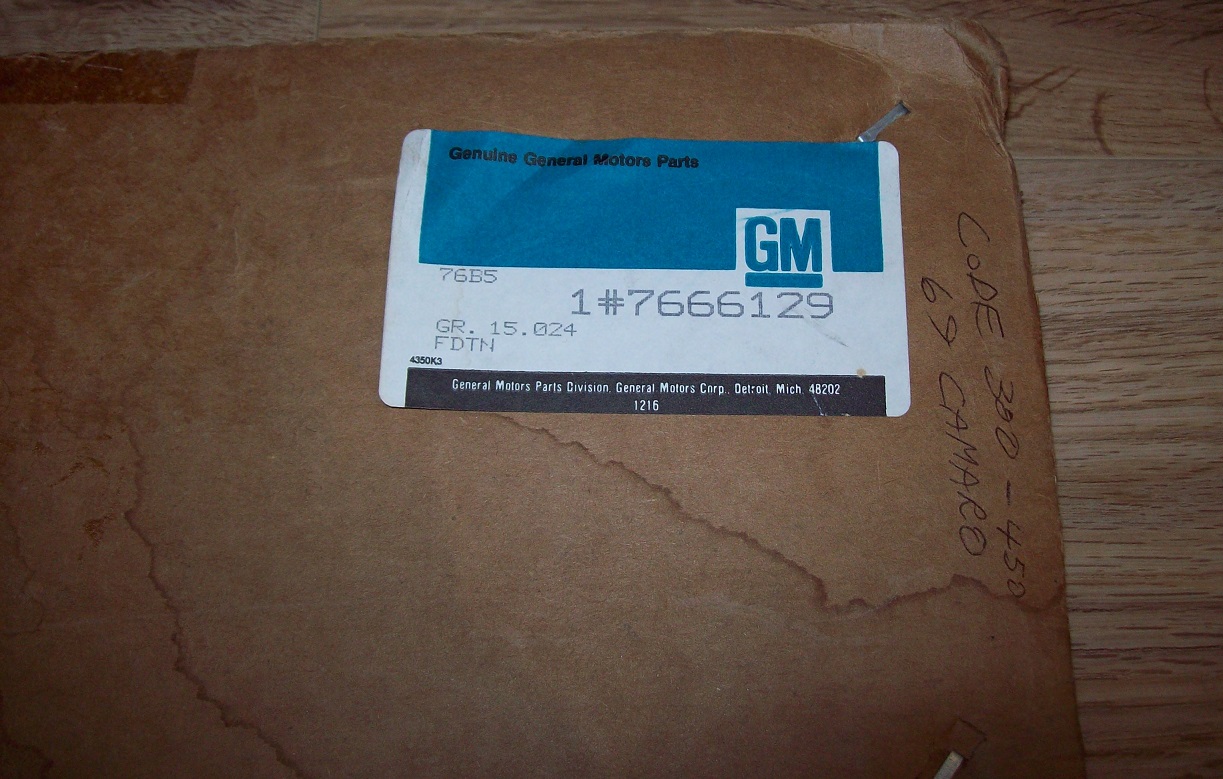 Genuine General Motors Parts
GM
76B5
1#7666129
GR. 15.024
FDTN
4350K3
General Motors Parts Division, General Motors Corp., Detroit, Mich. 48202
1216
CODE 300 - 450
69 CAMARO